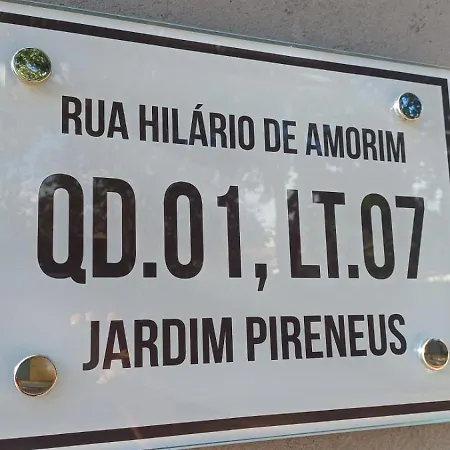 RUA HILÁRIO DE AMORIM
QD.01, LT.07
JARDIM PIRENEUS